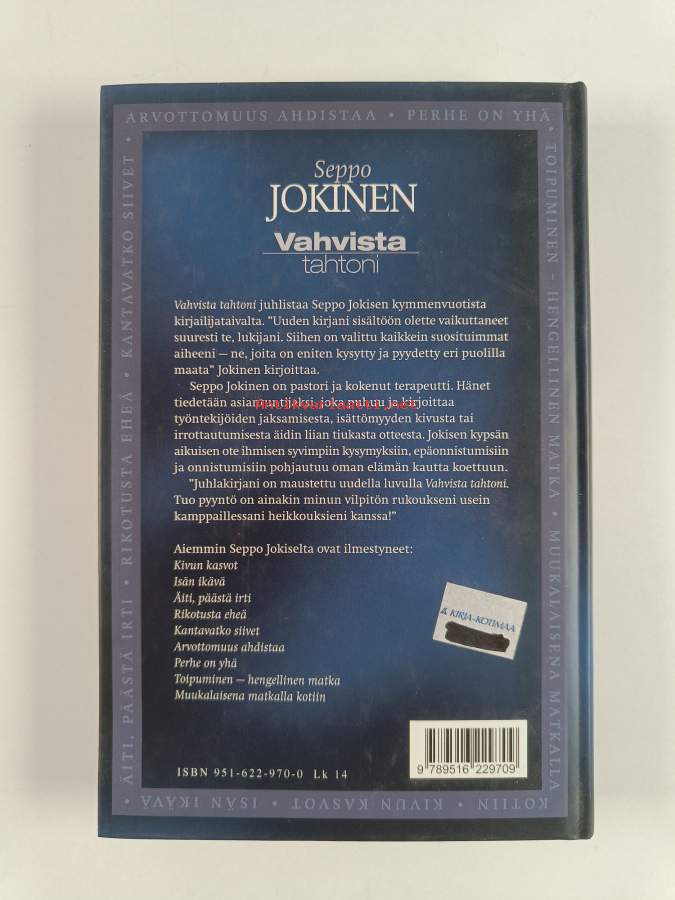 ARVOTTOMUUS AHDISTAA • PERHE ON YHÄ •
TOIPUMINEN – HENGELLINEN MATKA • MUUKALAISENA MATKALLA
KOTIIN • KIVUN KASVOT • ISÄN IKÄVÄ •
ÄITI, PÄÄSTÄ IRTI • RIKOTUSTA EHEÄ • KANTAVATKO SIIVET •
Seppo
JOKINEN
Vahvista
tahtoni
Vahvista tahtoni juhlistaa Seppo Jokisen kymmenvuotista
kirjailijataivalta. "Uuden kirjani sisältöön olette vaikuttaneet
suuresti te, lukijani. Siihen on valittu kaikkein suosituimmat
aiheeni — ne, joita on eniten kysytty ja pyydetty eri puolilla
maata" Jokinen kirjoittaa.
Seppo Jokinen on pastori ja kokenut terapeutti. Hänet
tiedetään asiantuntijaksi, joka puhuu ja kirjoittaa
työntekijöiden jaksamisesta, isättömyyden kivusta tai
irrottautumisesta äidin liian tiukasta otteesta. Jokisen kypsän
aikuisen ote ihmisen syvimpiin kysymyksiin, epäonnistumisiin
ja onnistumisiin pohjautuu oman elämän kautta koettuun.
"Juhlakirjani on maustettu uudella luvulla Vahvista tahtoni.
Tuo pyyntö on ainakin minun vilpitön rukoukseni usein
kamppaillessani heikkouksieni kanssa!"
Aiemmin Seppo Jokiselta ovat ilmestyneet:
Kivun kasvot
Isän ikävä
Äiti, päästä irti
Rikotusta eheä
Kantavatko siivet
Arvottomuus ahdistaa
Perhe on yhä
Toipuminen — hengellinen matka
Muukalaisena matkalla kotiin
& KIRJA-KOTIMAA
ISBN 951-622-970-0 Lk 14
9 789516 229709